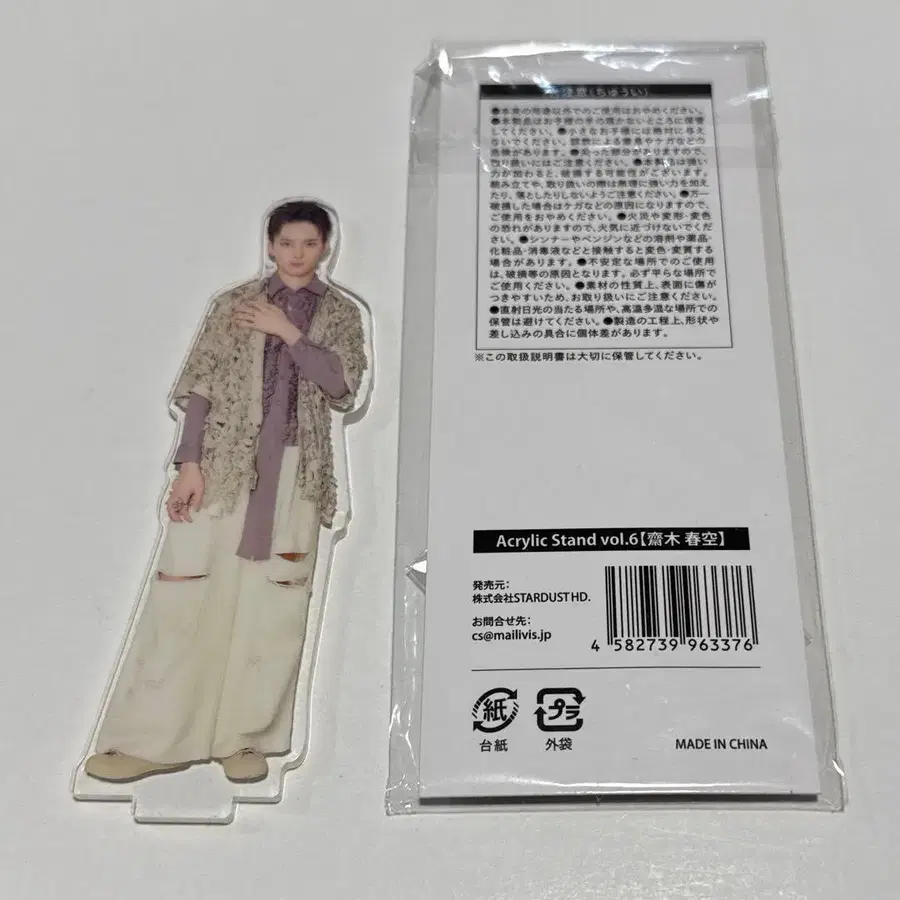 注意(ちゅうい)
●本来の用途以外でのご使用はおやめください。
●本製品はお子様の手の届かないところに保管
してください。●小さなお子様には絶対に与え
ないでください。誤飲による窒息やケガなどの
危険があります。●尖った部分がありますので、
取り扱いにはご注意ください。●本製品は強い
力が加わると、破損する可能性がございます。
組み立てや、取り扱いの際は無理に強い力を加え
たり、落としたりしないようご注意ください。●万一
破損した場合はケガなどの原因になりますので、
ご使用をおやめください。●火災や変形・変色
の恐れがありますので、火気に近づけないでくだ
さい。●シンナーやベンジンなどの溶剤や薬品・
化粧品・消毒液などと接触すると変色・変質する
場合があります。●不安定な場所でのご使用
は、破損等の原因となります。必ず平らな場所で
ご使用ください。●素材の性質上、表面に傷が
つきやすいため、お取り扱いにご注意ください。
●直射日光の当たる場所や、高温多湿な場所での
保管は避けてください。●製造の工程上、形状や
差し込みの具合に個体差があります。
※この取扱説明書は大切に保管してください。
Acrylic Stand vol.6【齋木 春空】
発売元:
株式会社STARDUST HD.
お問合せ先:
cs@mailivis.jp
4 582739 963376
紙
プラ
台紙
外袋
MADE IN CHINA